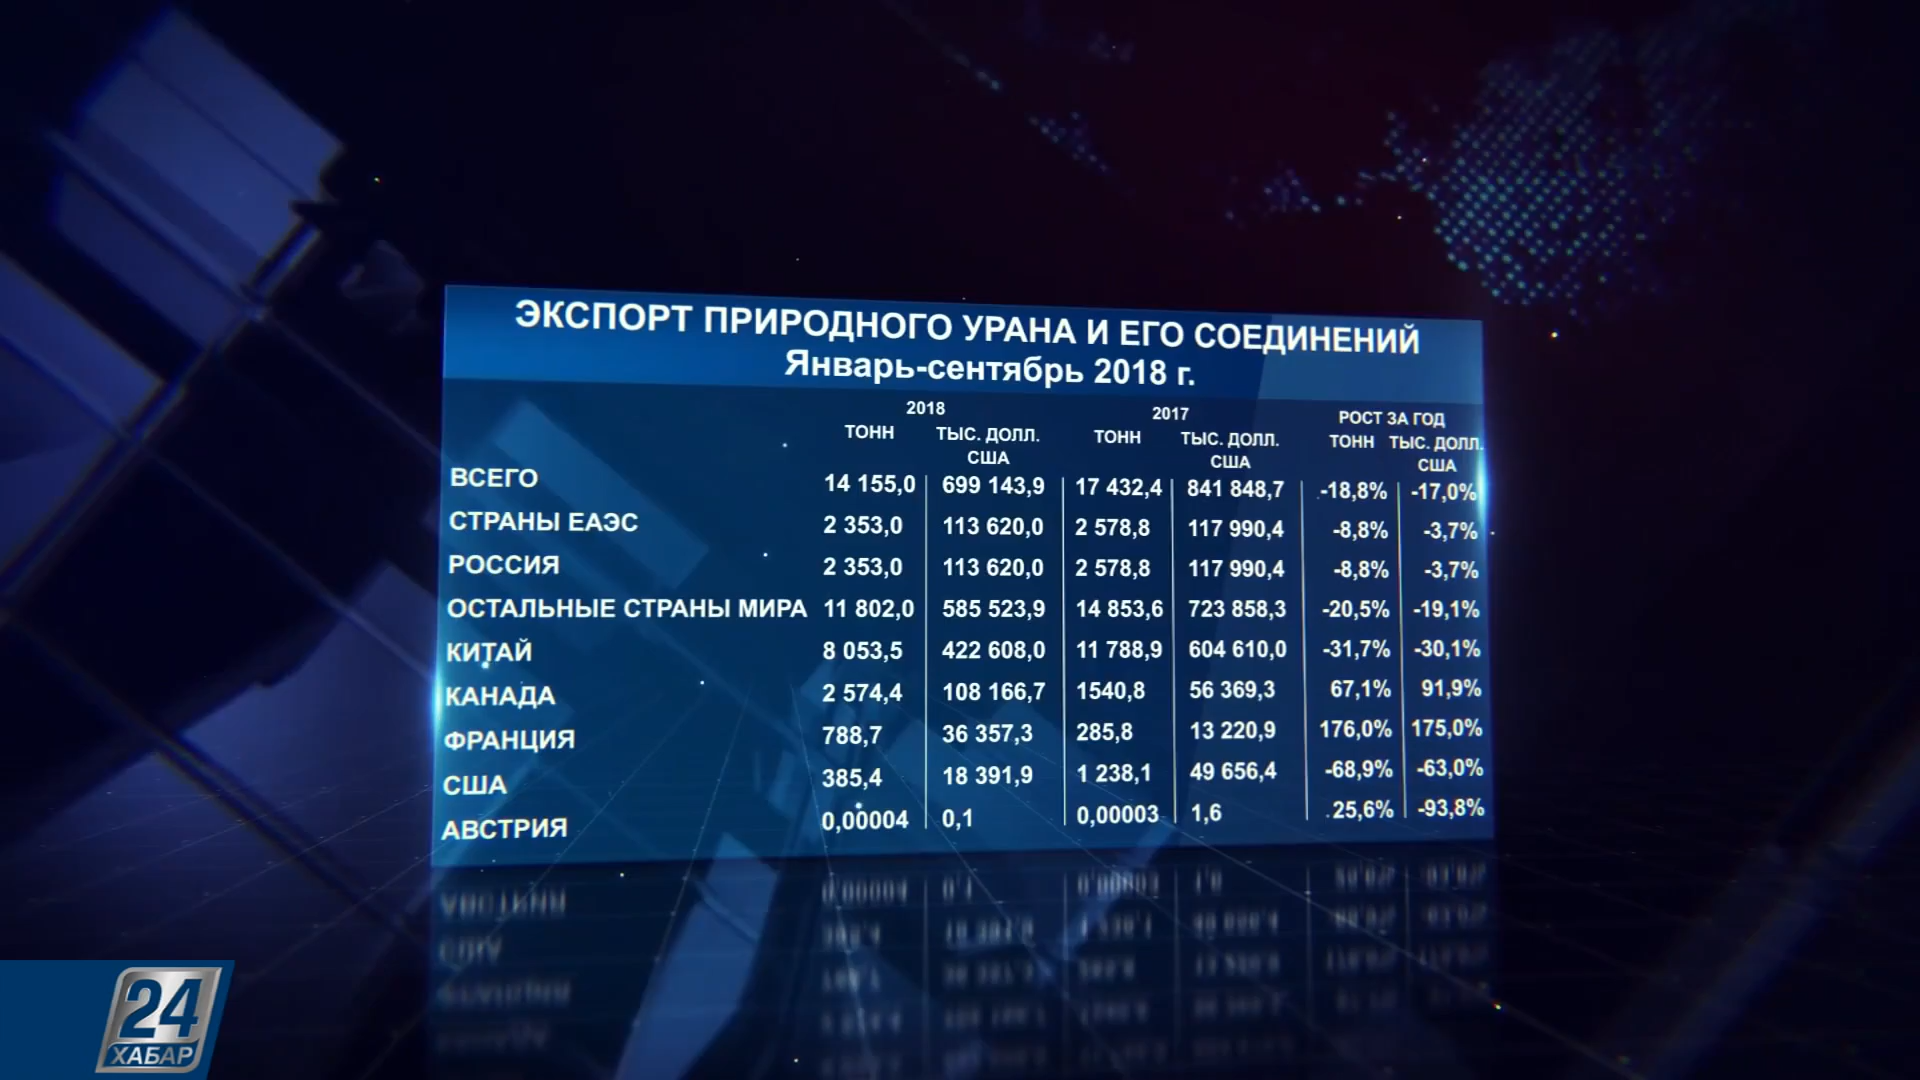 ЭКСПОРТ ПРИРОДНОГО УРАНА И ЕГО СОЕДИНЕНИЙ
Январь-сентябрь 2018 г.
2018 2017 РОСТ ЗА ГОД
ТОНН ТЫС. ДОЛЛ. США ТОНН ТЫС. ДОЛЛ. США ТОНН ТЫС. ДОЛЛ. США
ВСЕГО 14 155,0 699 143,9 17 432,4 841 848,7 -18,8% -17,0%
СТРАНЫ ЕАЭС 2 353,0 113 620,0 2 578,8 117 990,4 -8,8% -3,7%
РОССИЯ 2 353,0 113 620,0 2 578,8 117 990,4 -8,8% -3,7%
ОСТАЛЬНЫЕ СТРАНЫ МИРА 11 802,0 585 523,9 14 853,6 723 858,3 -20,5% -19,1%
КИТАЙ 8 053,5 422 608,0 11 788,9 604 610,0 -31,7% -30,1%
КАНАДА 2 574,4 108 166,7 1540,8 56 369,3 67,1% 91,9%
ФРАНЦИЯ 788,7 36 357,3 285,8 13 220,9 176,0% 175,0%
США 385,4 18 391,9 1 238,1 49 656,4 -68,9% -63,0%
АВСТРИЯ 0,00004 0,1 0,00003 1,6 25,6% -93,8%
24
ХАБАР